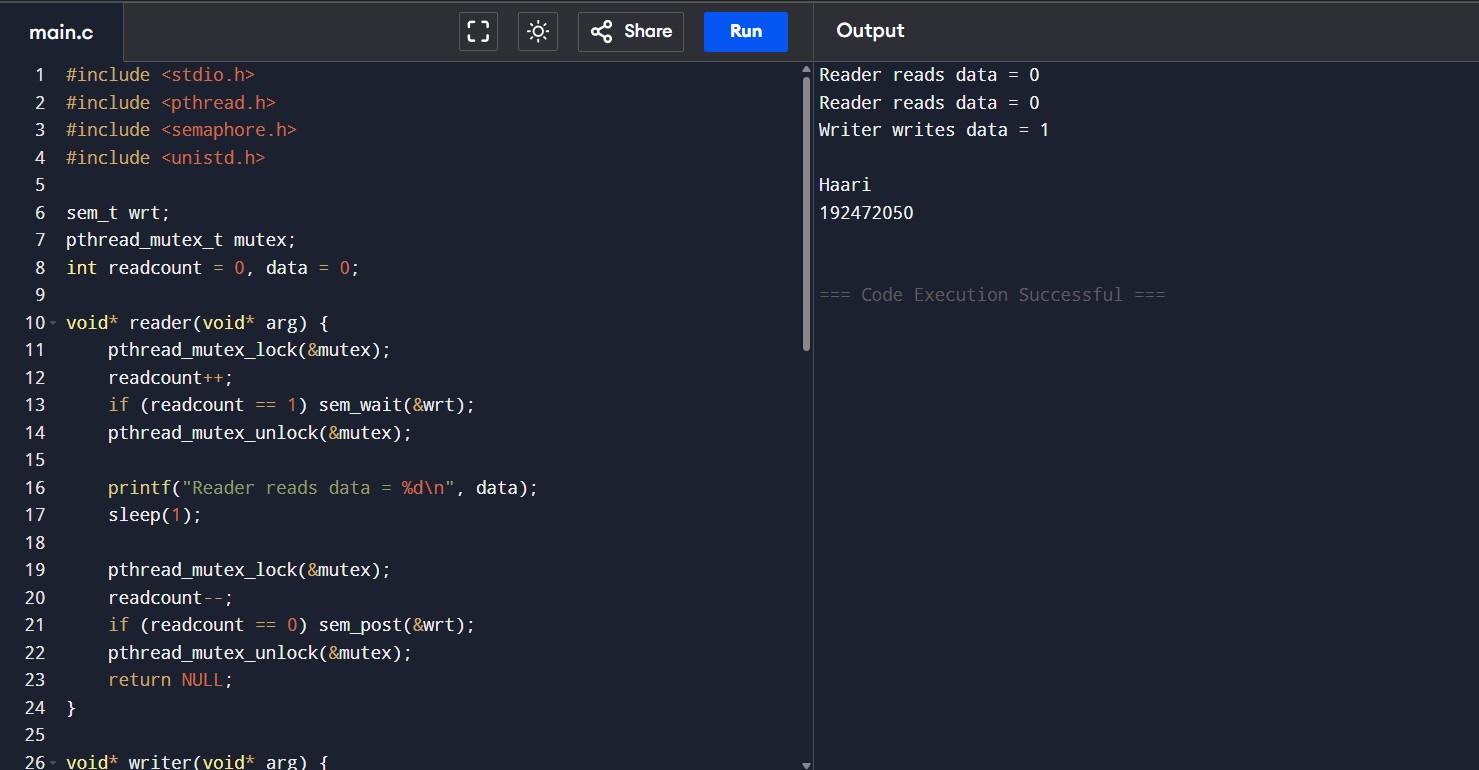 main.c
Share
Run
Output
1 #include <stdio.h>
2 #include <pthread.h>
3 #include <semaphore.h>
4 #include <unistd.h>
5
6 sem_t wrt;
7 pthread_mutex_t mutex;
8 int readcount = 0, data = 0;
9
10 void* reader(void* arg) {
11     pthread_mutex_lock(&mutex);
12     readcount++;
13     if (readcount == 1) sem_wait(&wrt);
14     pthread_mutex_unlock(&mutex);
15
16     printf("Reader reads data = %d\n", data);
17     sleep(1);
18
19     pthread_mutex_lock(&mutex);
20     readcount--;
21     if (readcount == 0) sem_post(&wrt);
22     pthread_mutex_unlock(&mutex);
23     return NULL;
24 }
25
26 void* writer(void* arg) {
Reader reads data = 0
Reader reads data = 0
Writer writes data = 1
Haari
192472050
=== Code Execution Successful ===